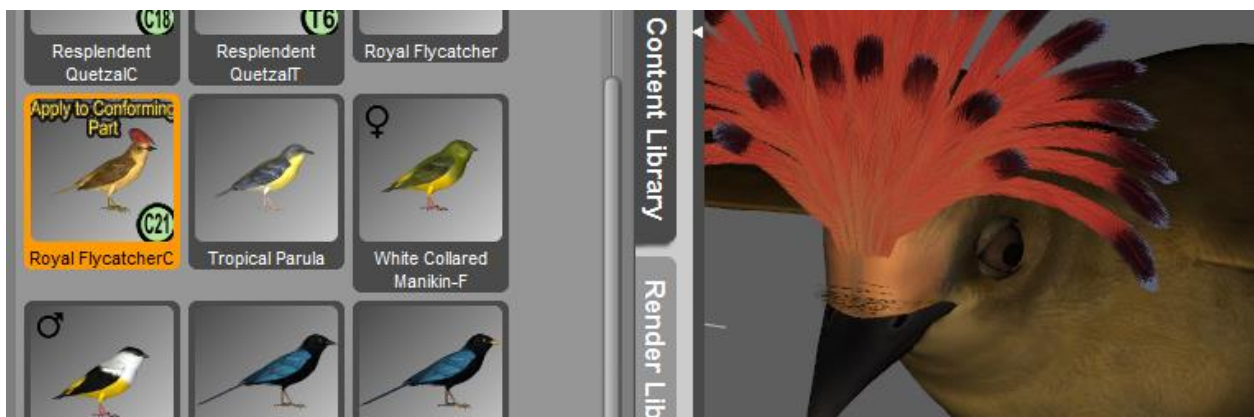 C18
T6
Resplendent
QuetzalC
Resplendent
QuetzalT
Royal Flycatcher
Apply to Conforming
Part
C21
Royal FlycatcherC
Tropical Parula
White Collared
Manikin-F
Content Library
Render Lib